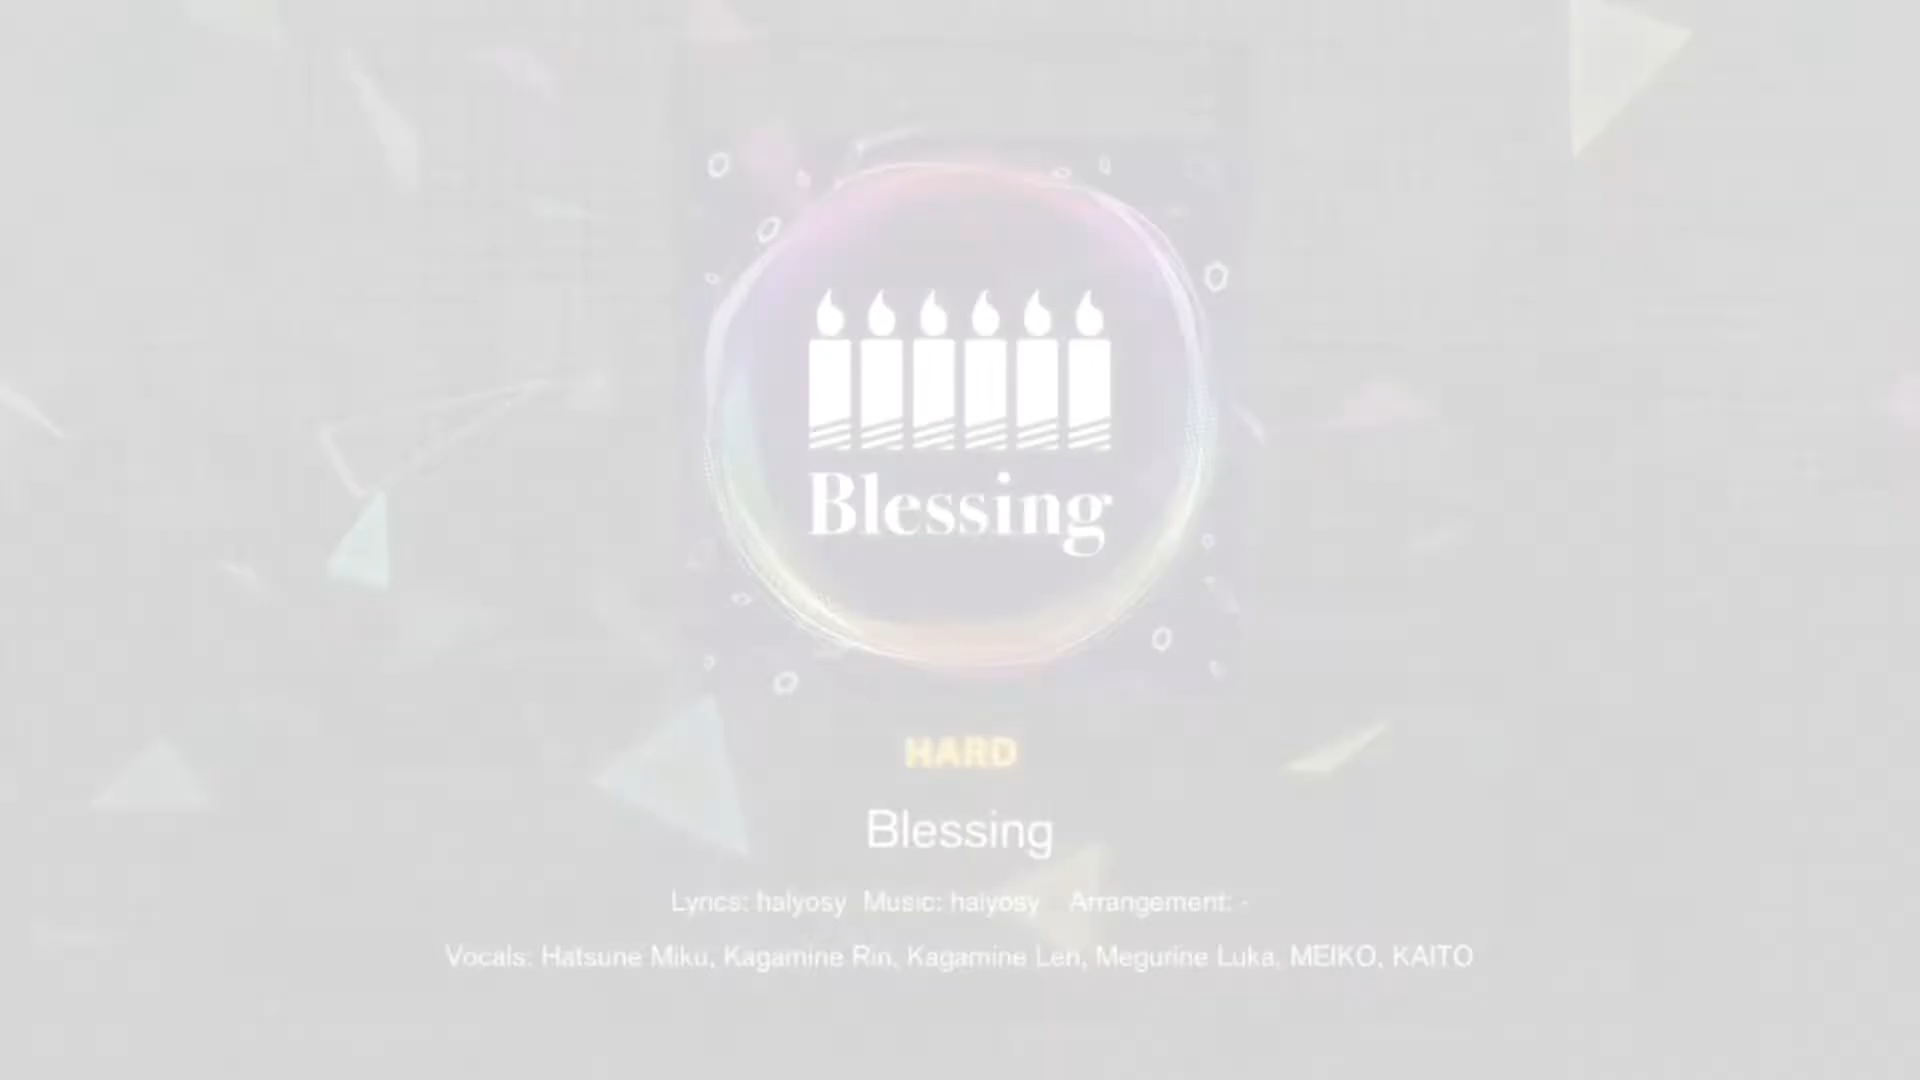 Blessing
HARD
Blessing
Lyrics: halyosy Music: halyosy Arrangement: -
Vocals: Hatsune Miku, Kagamine Rin, Kagamine Len, Megurine Luka, MEIKO, KAITO